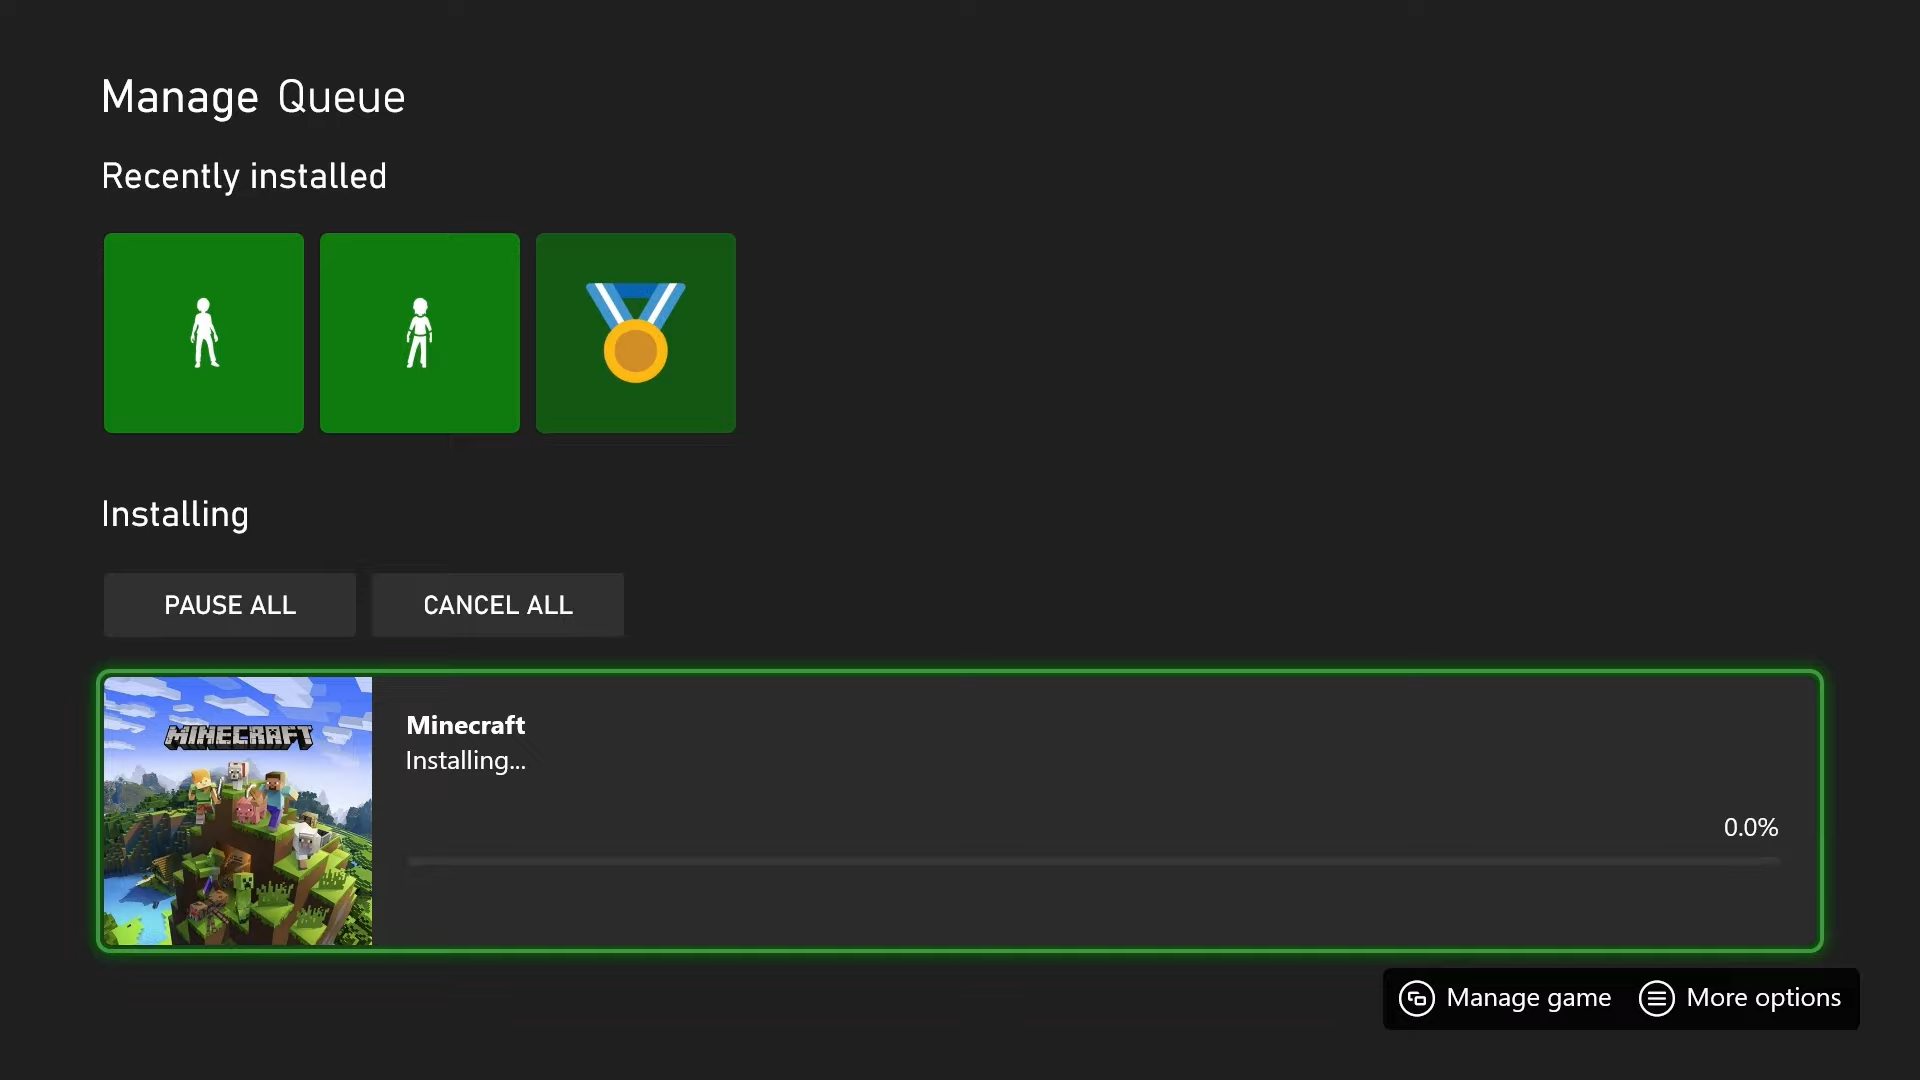 Manage Queue
Recently installed
Installing
PAUSE ALL
CANCEL ALL
MINECRAFT
Minecraft
Installing...
0.0%
Manage game
More options